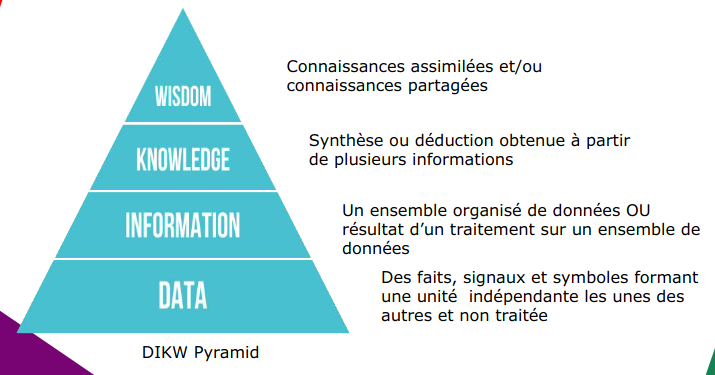 WISDOM
Connaissances assimilées et/ou
connaissances partagées
KNOWLEDGE
Synthèse ou déduction obtenue à partir
de plusieurs informations
INFORMATION
Un ensemble organisé de données OU
résultat d’un traitement sur un ensemble de
données
DATA
Des faits, signaux et symboles formant
une unité  indépendante les unes des
autres et non traitée
DIKW Pyramid